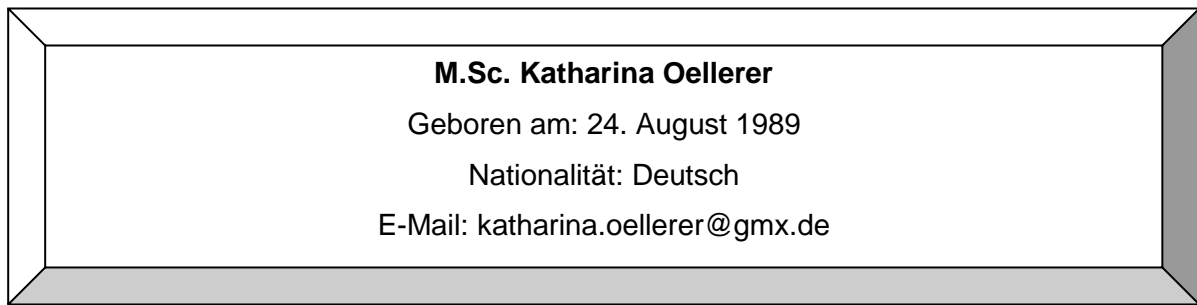 M.Sc. Katharina Oellerer
Geboren am: 24. August 1989
Nationalität: Deutsch
E-Mail: katharina.oellerer@gmx.de